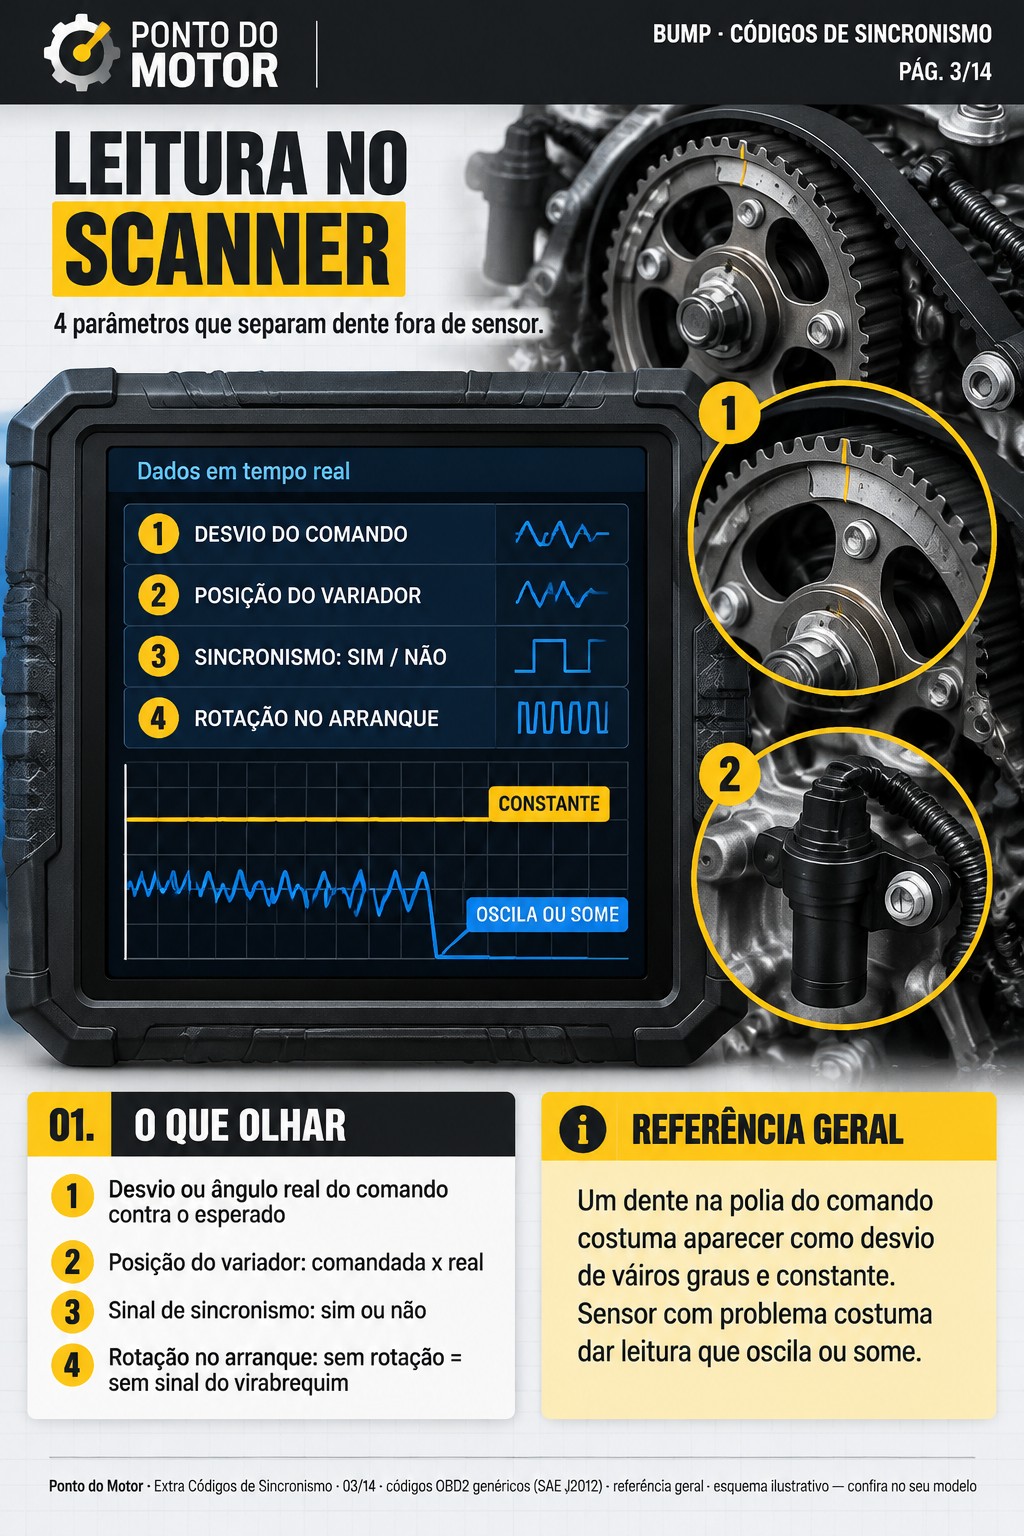 PONTO DO
MOTOR
BUMP · CÓDIGOS DE SINCRONISMO
PÁG. 3/14
LEITURA NO
SCANNER
4 parâmetros que separam dente fora de sensor.
Dados em tempo real
1 DESVIO DO COMANDO
2 POSIÇÃO DO VARIADOR
3 SINCRONISMO: SIM / NÃO
4 ROTAÇÃO NO ARRANQUE
CONSTANTE
OSCILA OU SOME
1
2
01. O QUE OLHAR
1 Desvio ou ângulo real do comando
contra o esperado
2 Posição do variador: comandada x real
3 Sinal de sincronismo: sim ou não
4 Rotação no arranque: sem rotação =
sem sinal do virabrequim
i REFERÊNCIA GERAL
Um dente na polia do comando
costuma aparecer como desvio
de váiros graus e constante.
Sensor com problema costuma
dar leitura que oscila ou some.
Ponto do Motor · Extra Códigos de Sincronismo · 03/14 · códigos OBD2 genéricos (SAE J2012) · referência geral · esquema ilustrativo — confira no seu modelo